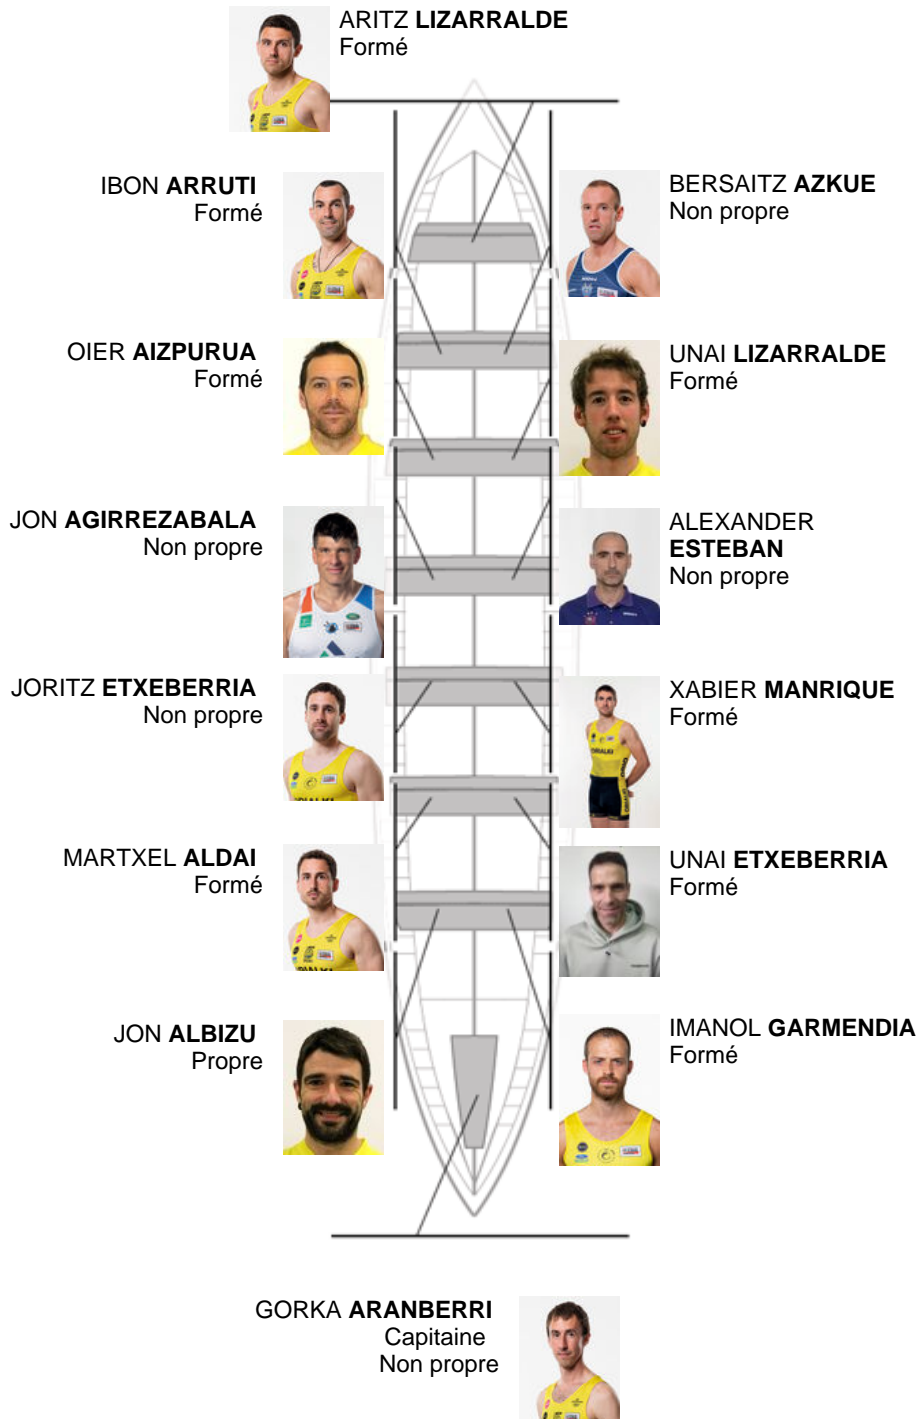 ARITZ LIZARRALDE
Formé
IBON ARRUTI
Formé
BERSAITZ AZKUE
Non propre
OIER AIZPURUA
Formé
UNAI LIZARRALDE
Formé
JON AGIRREZABALA
Non propre
ALEXANDER
ESTEBAN
Non propre
JORITZ ETXEBERRIA
Non propre
XABIER MANRIQUE
Formé
MARTXEL ALDAI
Formé
UNAI ETXEBERRIA
Formé
JON ALBIZU
Propre
IMANOL GARMENDIA
Formé
GORKA ARANBERRI
Capitaine
Non propre